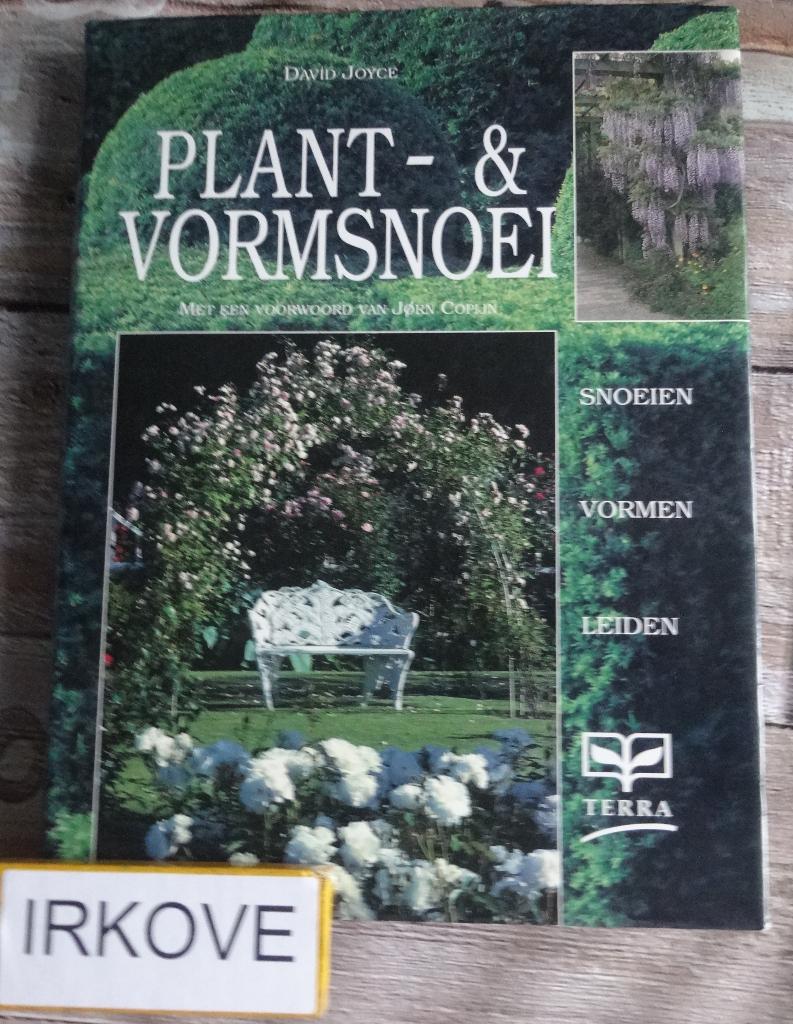 DAVID JOYCE
PLANT- &
VORMSNOEI
MET EEN VOORWOORD VAN JØRN COPIJN
SNOEIEN
VORMEN
LEIDEN
TERRA
IRKOVE